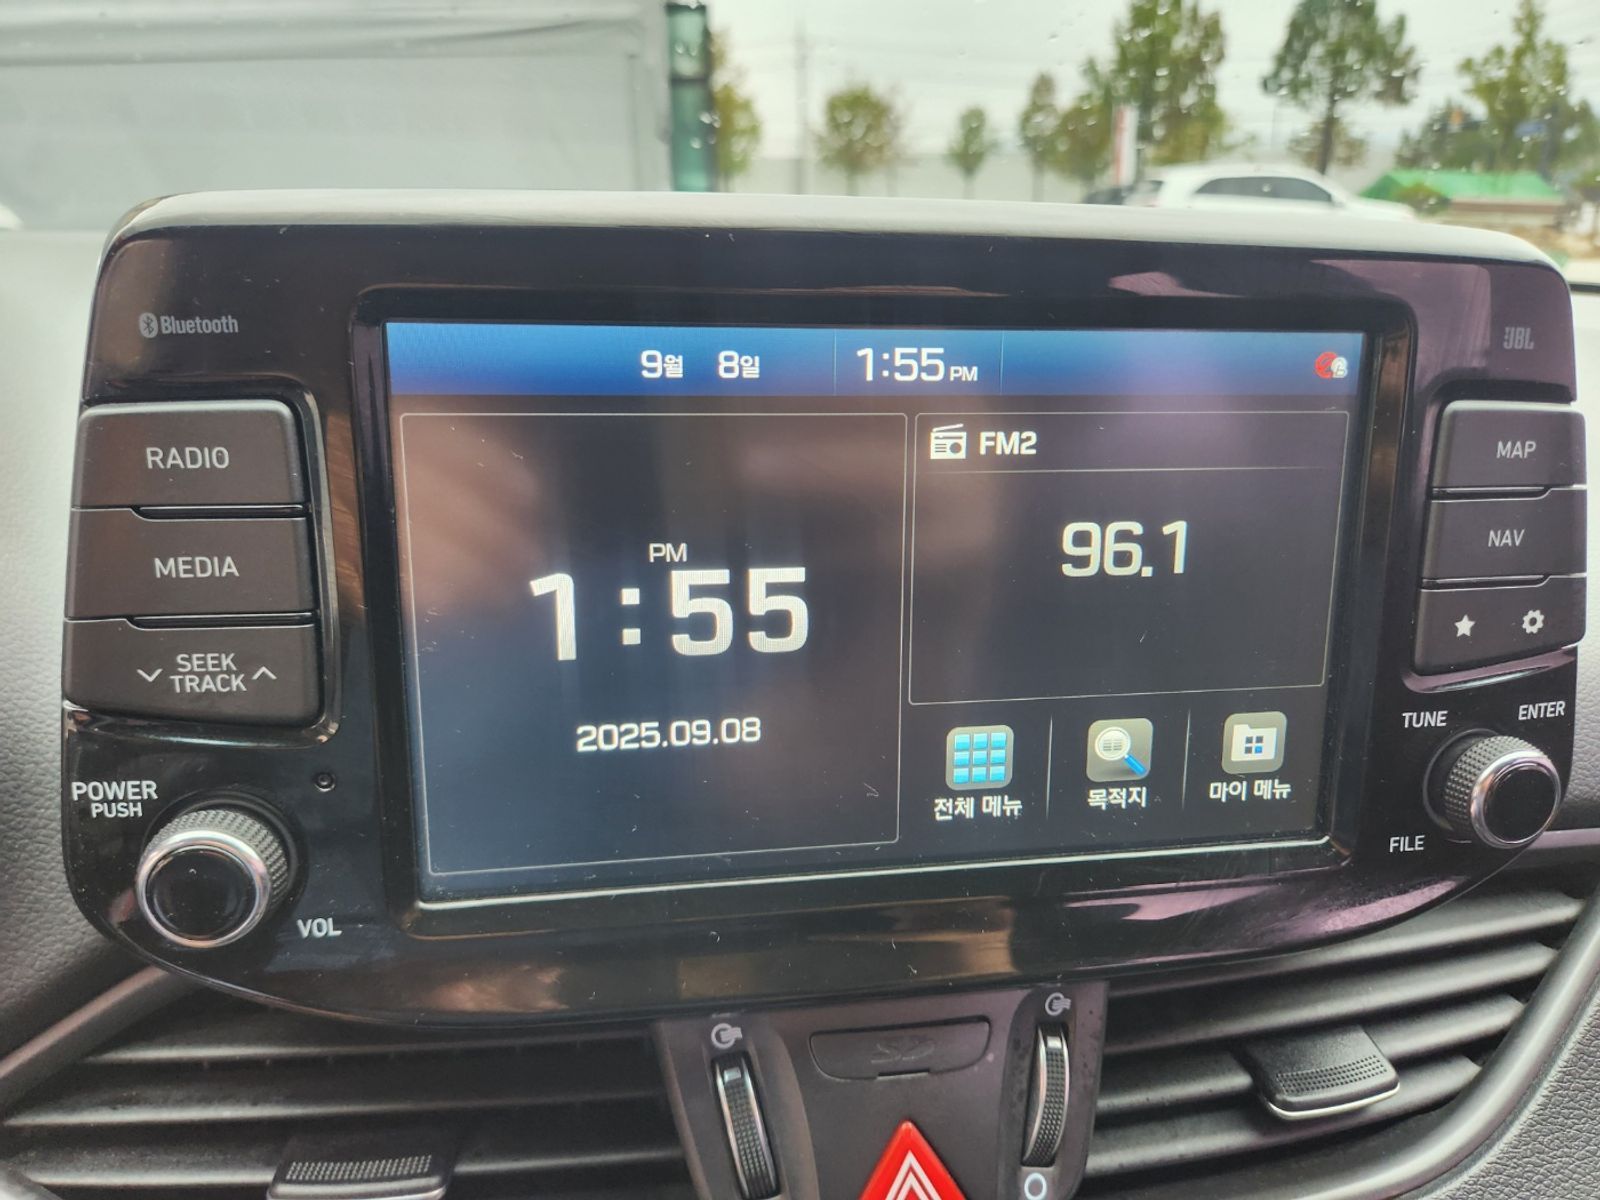 Bluetooth
JBL
9월 8일 1:55 PM
RADIO
MEDIA
SEEK
TRACK
POWER
PUSH
VOL
PM
1:55
2025.09.08
FM2
96.1
전체 메뉴
목적지
마이 메뉴
MAP
NAV
TUNE
ENTER
FILE